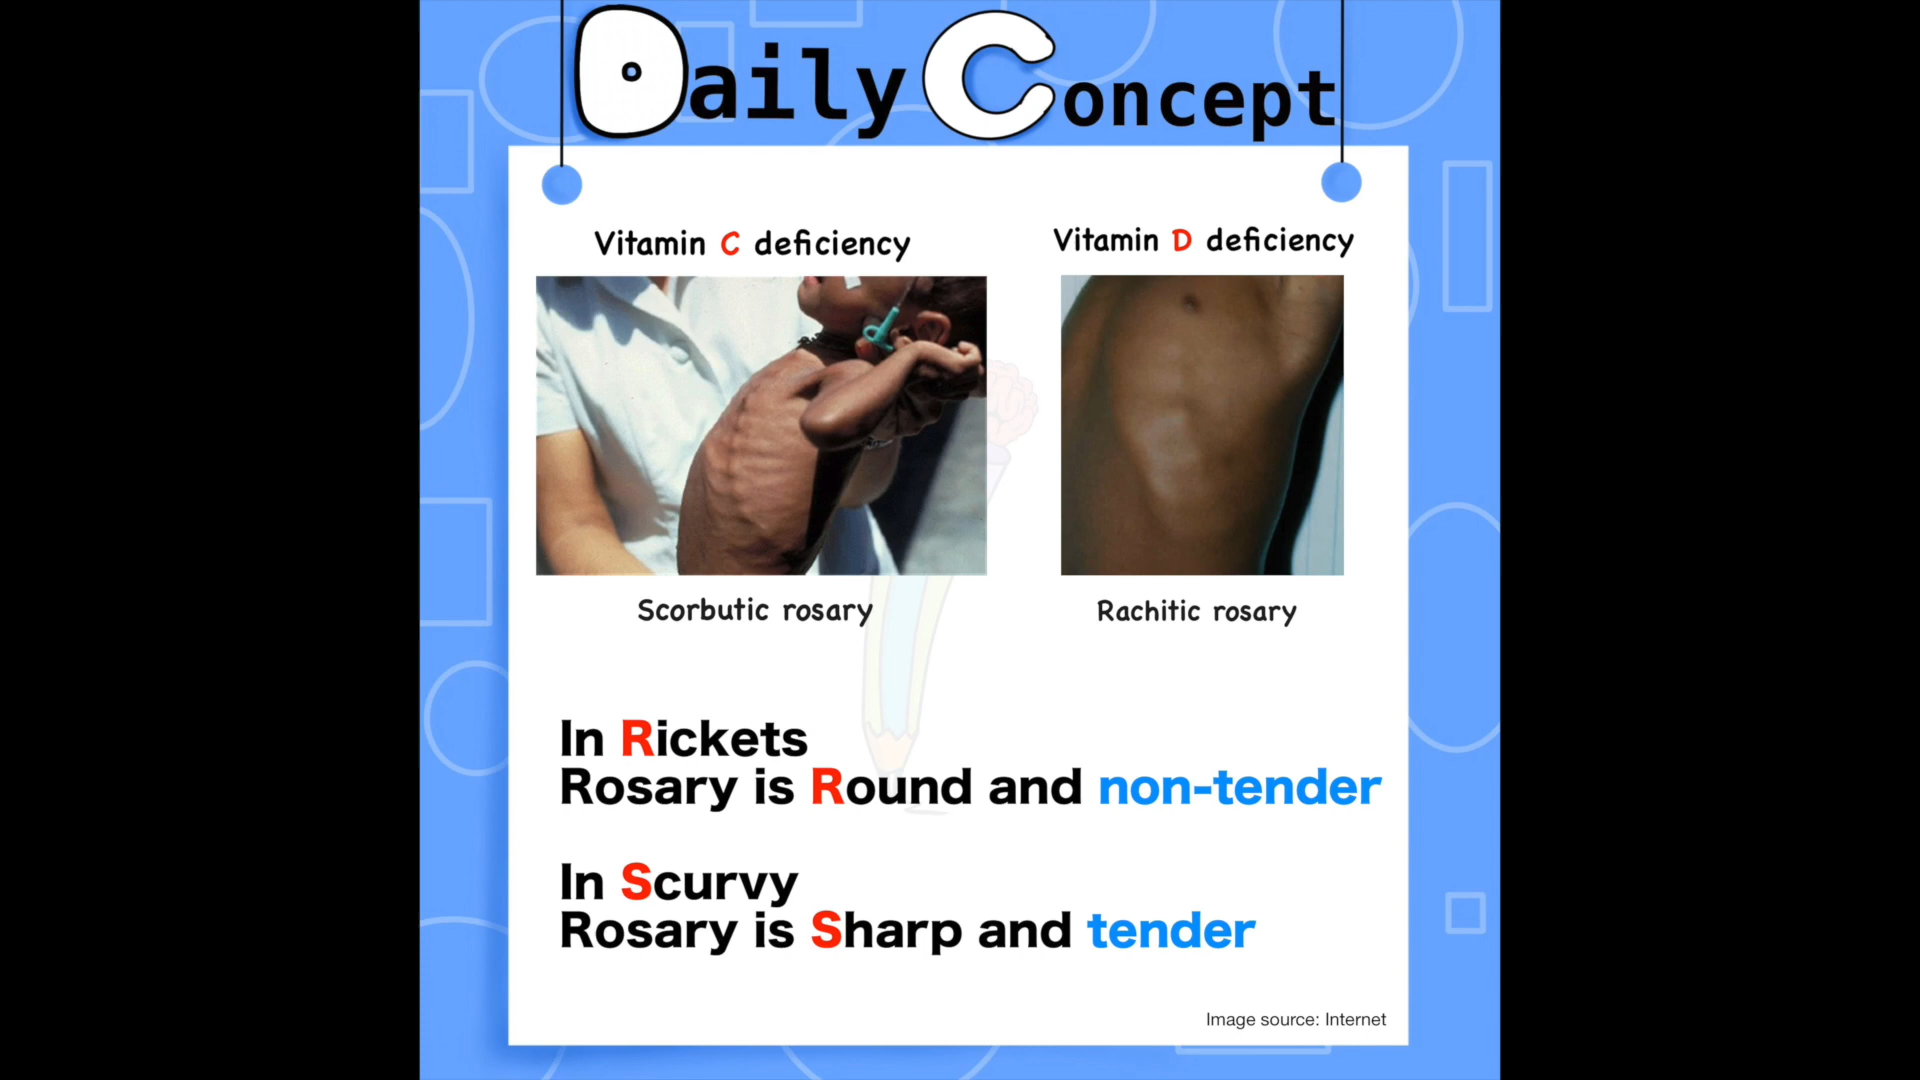 Daily Concept
Vitamin C deficiency
Vitamin D deficiency
Scorbutic rosary
Rachitic rosary
In Rickets
Rosary is Round and non-tender
In Scurvy
Rosary is Sharp and tender
Image source: Internet